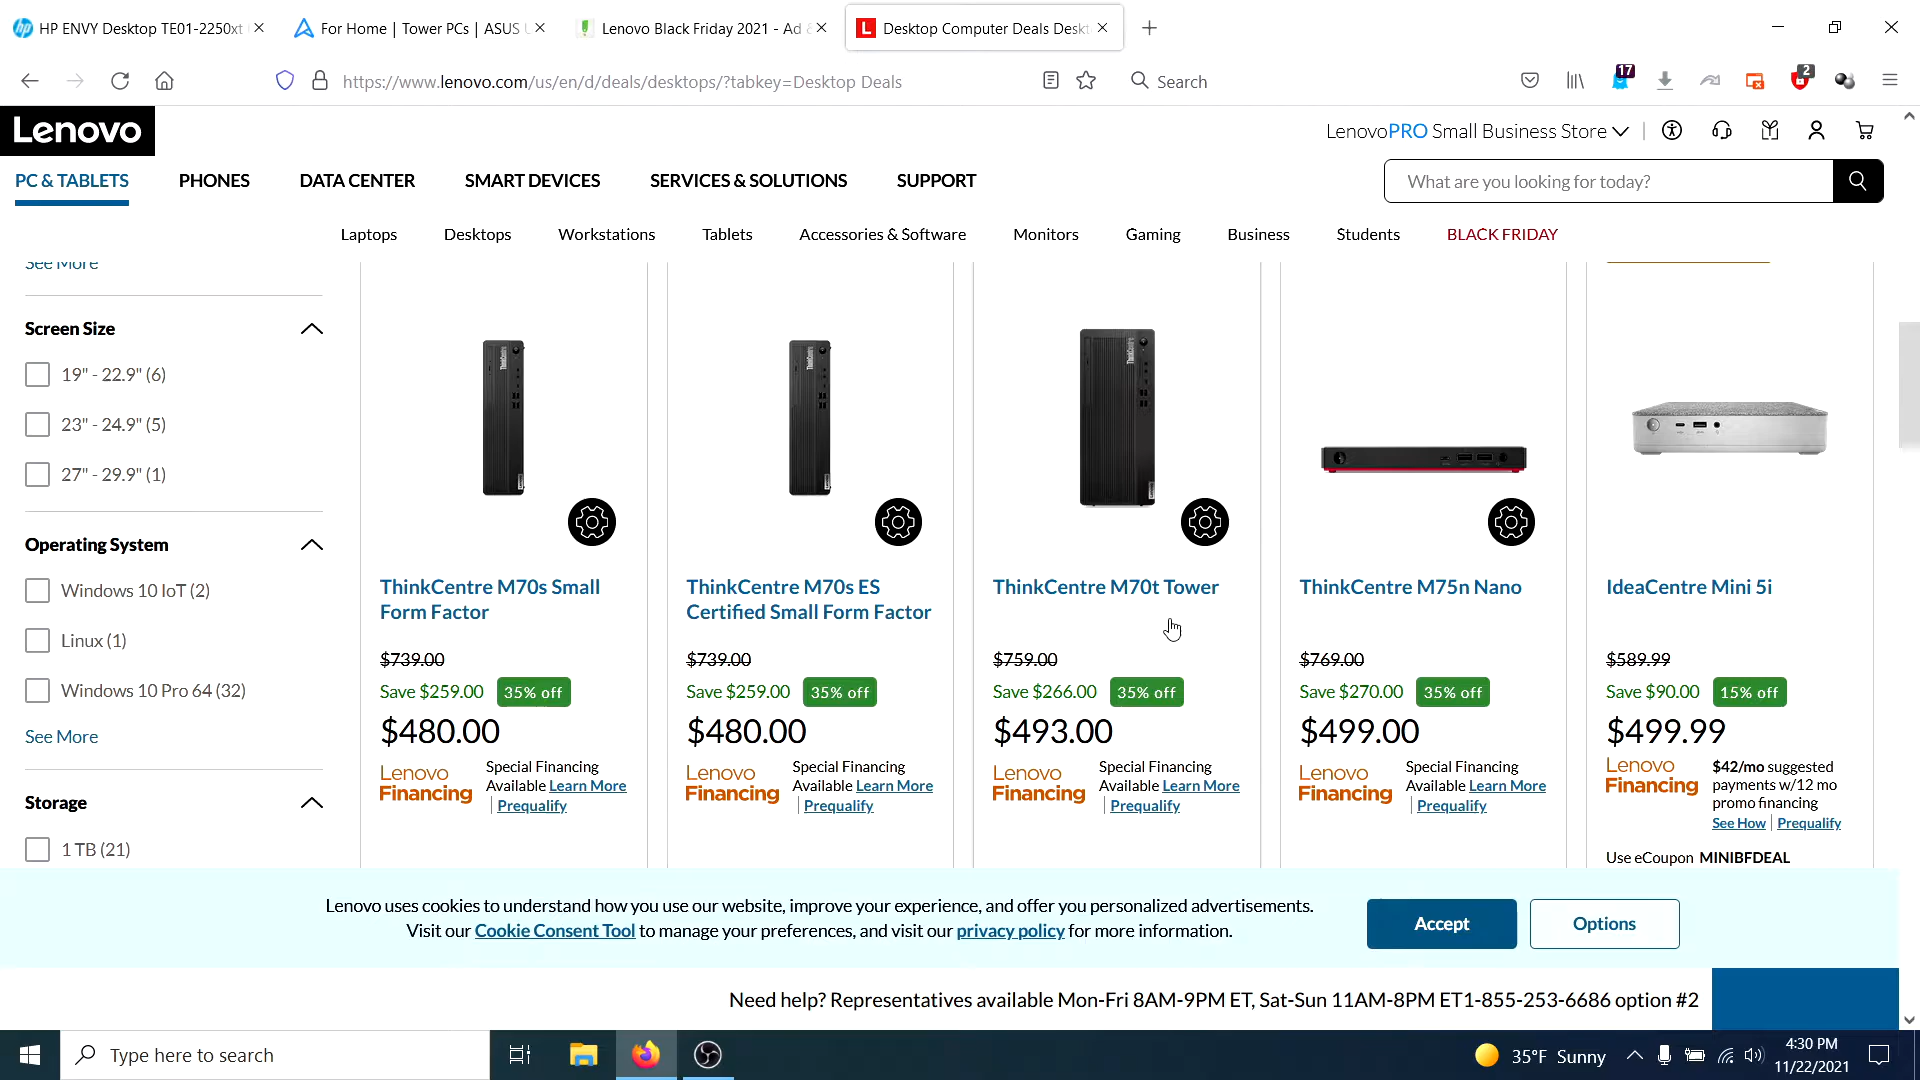 HP ENVY Desktop TE01-2250xt
For Home | Tower PCs | ASUS U
Lenovo Black Friday 2021 - Ad &
Desktop Computer Deals Deskt
https://www.lenovo.com/us/en/d/deals/desktops/?tabkey=Desktop Deals
Search
17
2
Lenovo
LenovoPRO Small Business Store
PC & TABLETS
PHONES
DATA CENTER
SMART DEVICES
SERVICES & SOLUTIONS
SUPPORT
What are you looking for today?
Laptops
Desktops
Workstations
Tablets
Accessories & Software
Monitors
Gaming
Business
Students
BLACK FRIDAY
See More
Screen Size
19" - 22.9" (6)
23" - 24.9" (5)
27" - 29.9" (1)
Operating System
Windows 10 IoT (2)
Linux (1)
Windows 10 Pro 64 (32)
See More
Storage
1 TB (21)
ThinkCentre M70s Small
Form Factor
$739.00
Save $259.00 35% off
$480.00
Lenovo
Financing
Special Financing
Available Learn More
| Prequalify
ThinkCentre M70s ES
Certified Small Form Factor
$739.00
Save $259.00 35% off
$480.00
Lenovo
Financing
Special Financing
Available Learn More
| Prequalify
ThinkCentre M70t Tower
$759.00
Save $266.00 35% off
$493.00
Lenovo
Financing
Special Financing
Available Learn More
| Prequalify
ThinkCentre M75n Nano
$769.00
Save $270.00 35% off
$499.00
Lenovo
Financing
Special Financing
Available Learn More
| Prequalify
IdeaCentre Mini 5i
$589.99
Save $90.00 15% off
$499.99
Lenovo
Financing
$42/mo suggested
payments w/12 mo
promo financing
See How | Prequalify
Use eCoupon MINIBFDEAL
Lenovo uses cookies to understand how you use our website, improve your experience, and offer you personalized advertisements.
Visit our Cookie Consent Tool to manage your preferences, and visit our privacy policy for more information.
Accept
Options
Need help? Representatives available Mon-Fri 8AM-9PM ET, Sat-Sun 11AM-8PM ET1-855-253-6686 option #2
Type here to search
35°F Sunny
4:30 PM
11/22/2021